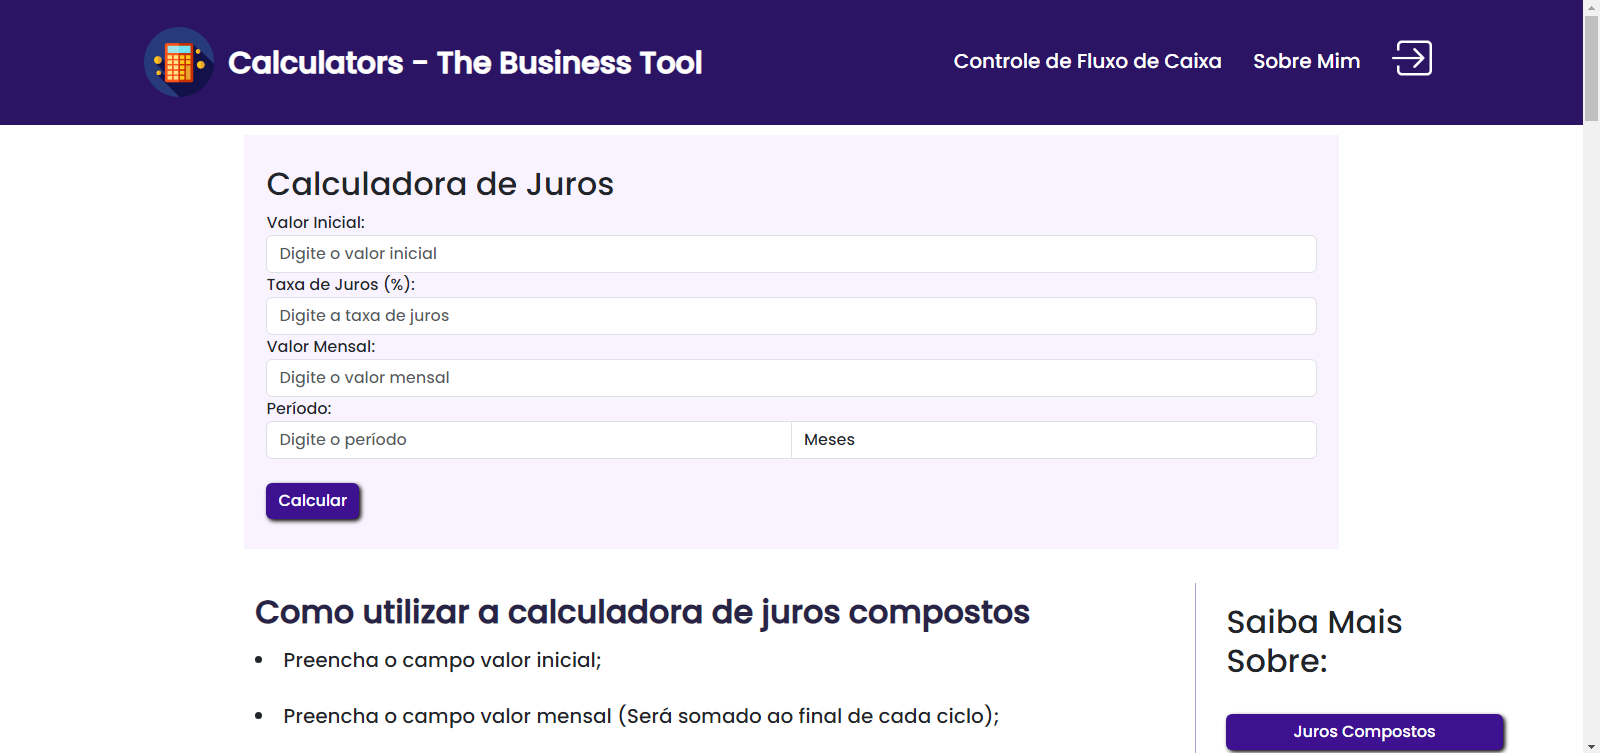 Calculators - The Business Tool
Controle de Fluxo de Caixa
Sobre Mim
Calculadora de Juros
Valor Inicial:
Digite o valor inicial
Taxa de Juros (%):
Digite a taxa de juros
Valor Mensal:
Digite o valor mensal
Período:
Digite o período
Meses
Calcular
Como utilizar a calculadora de juros compostos
• Preencha o campo valor inicial;
• Preencha o campo valor mensal (Será somado ao final de cada ciclo);
Saiba Mais
Sobre:
Juros Compostos